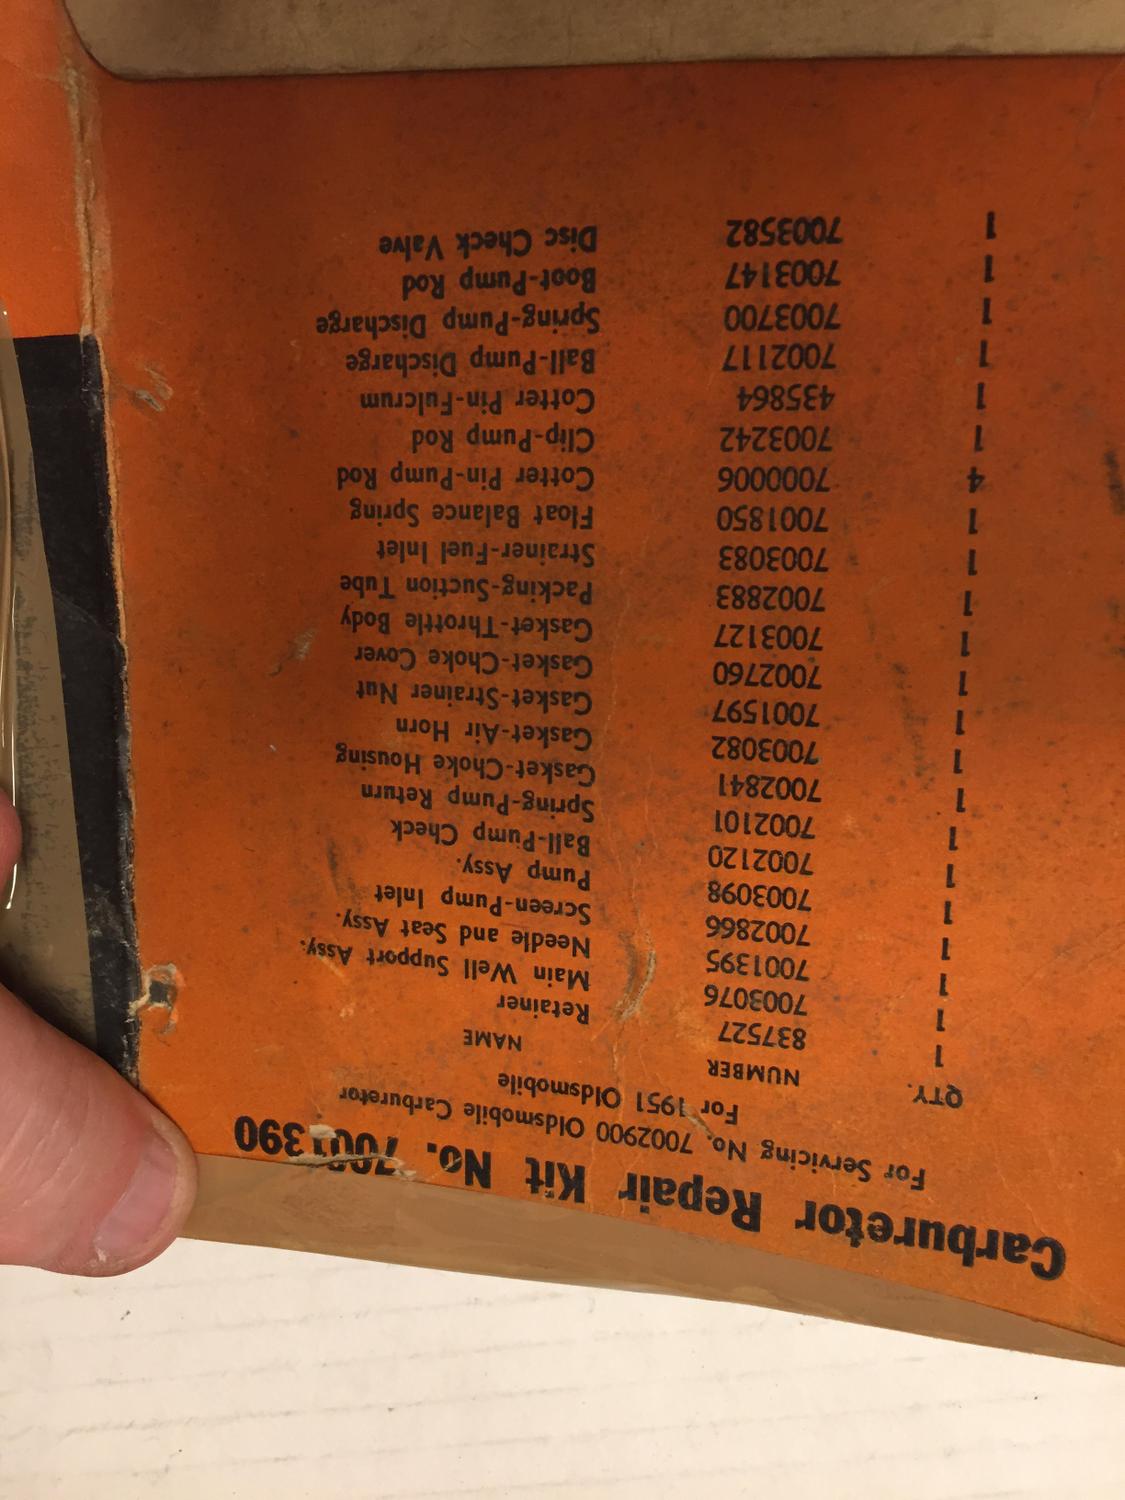 Carburetor Repair Kit No. 7001390
For Servicing No. 7002900 Oldsmobile Carburetor
For 1951 Oldsmobile
QTY. NUMBER NAME
1 837527 Retainer
1 7003076 Main Well Support Assy.
1 7001395 Needle and Seat Assy.
1 7002866 Screen-Pump Inlet
1 7003098 Pump Assy.
1 7002120 Ball-Pump Check
1 7002101 Spring-Pump Return
1 7002841 Gasket-Choke Housing
1 7003082 Gasket-Air Horn
1 7001597 Gasket-Strainer Nut
1 7002760 Gasket-Choke Cover
1 7003127 Gasket-Throttle Body
1 7002883 Packing-Suction Tube
1 7003083 Strainer-Fuel Inlet
1 7001850 Float Balance Spring
4 7000006 Cotter Pin-Pump Rod
1 7003242 Clip-Pump Rod
1 435864 Cotter Pin-Fulcrum
1 7002117 Ball-Pump Discharge
1 7003700 Spring-Pump Discharge
1 7003147 Boot-Pump Rod
1 7003582 Disc Check Valve